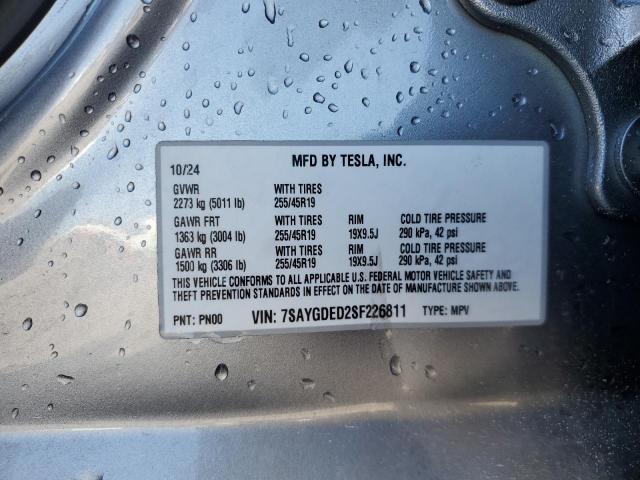 10/24 MFD BY TESLA, INC.
GVWR WITH TIRES
2273 kg (5011 lb) 255/45R19
GAWR FRT WITH TIRES RIM COLD TIRE PRESSURE
1363 kg (3004 lb) 255/45R19 19X9.5J 290 kPa, 42 psi
GAWR RR WITH TIRES RIM COLD TIRE PRESSURE
1500 kg (3306 lb) 255/45R19 19X9.5J 290 kPa, 42 psi
THIS VEHICLE CONFORMS TO ALL APPLICABLE U.S. FEDERAL MOTOR VEHICLE SAFETY AND
THEFT PREVENTION STANDARDS IN EFFECT ON THE DATE OF MANUFACTURE SHOWN ABOVE.
PNT: PN00 VIN: 7SAYGDED2SF226811 TYPE: MPV